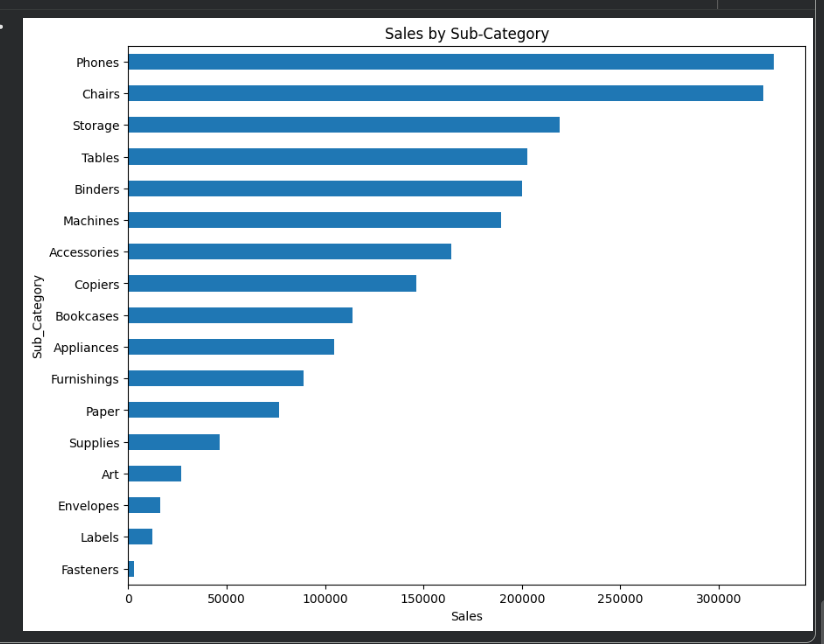 Sales by Sub-Category
Phones
Chairs
Storage
Tables
Binders
Machines
Accessories
Copiers
Bookcases
Appliances
Furnishings
Paper
Supplies
Art
Envelopes
Labels
Fasteners
Sub_Category
0 50000 100000 150000 200000 250000 300000
Sales